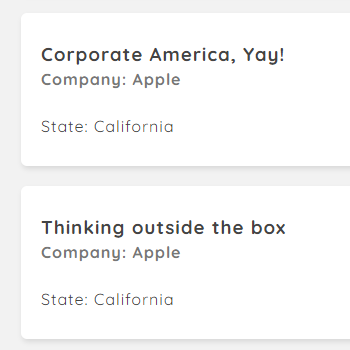 Corporate America, Yay!
Company: Apple
State: California
Thinking outside the box
Company: Apple
State: California